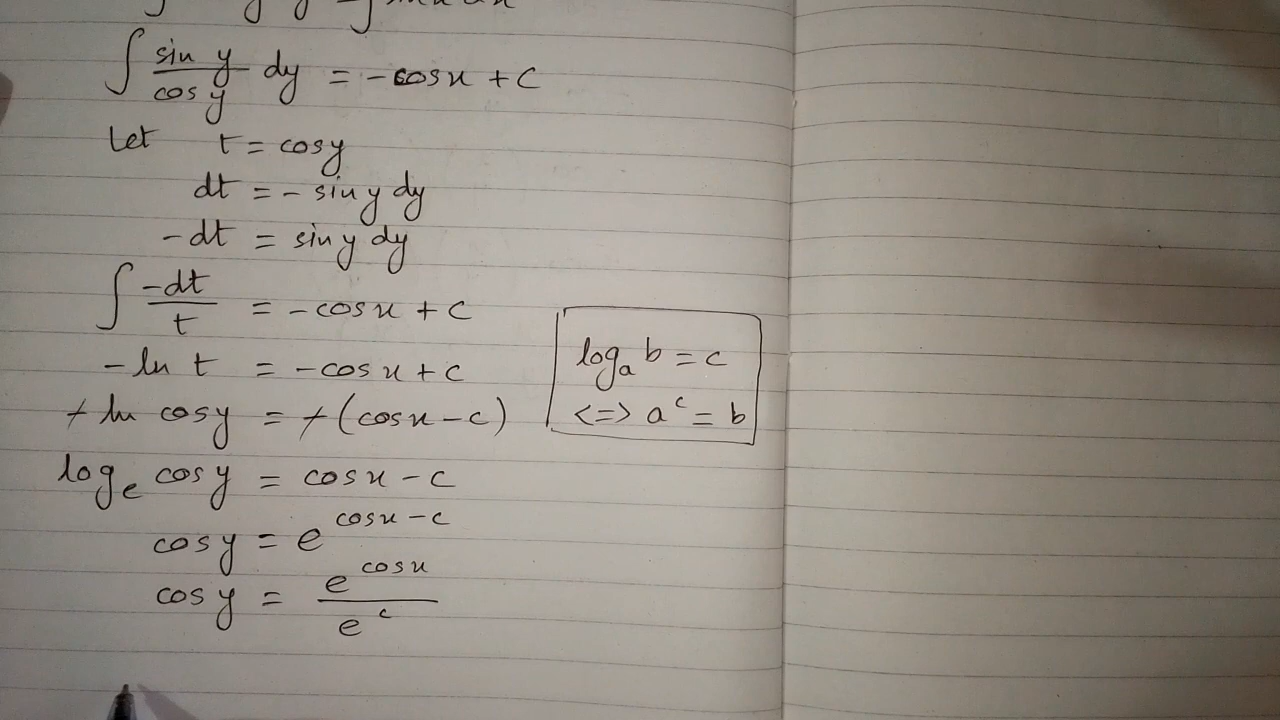 ∫ sin y / cos y dy = -cos x + c
Let t = cos y
dt = - sin y dy
-dt = sin y dy
∫ -dt / t = - cos x + c
- ln t = - cos x + c
+ ln cos y = + (cos x - c)
log_a b = c
<=> a^c = b
log_e cos y = cos x - c
cos y = e^(cos x - c)
cos y = e^(cos x) / e^c